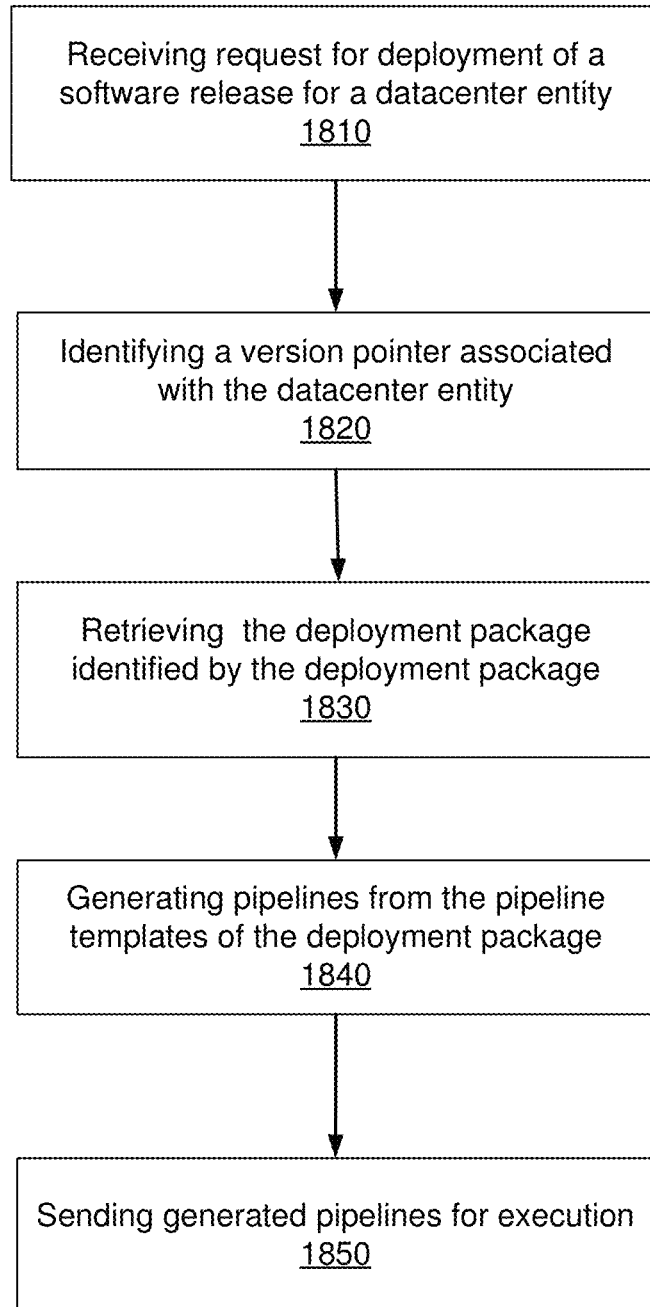 Receiving request for deployment of a
software release for a datacenter entity
1810
Identifying a version pointer associated
with the datacenter entity
1820
Retrieving the deployment package
identified by the deployment package
1830
Generating pipelines from the pipeline
templates of the deployment package
1840
Sending generated pipelines for execution
1850